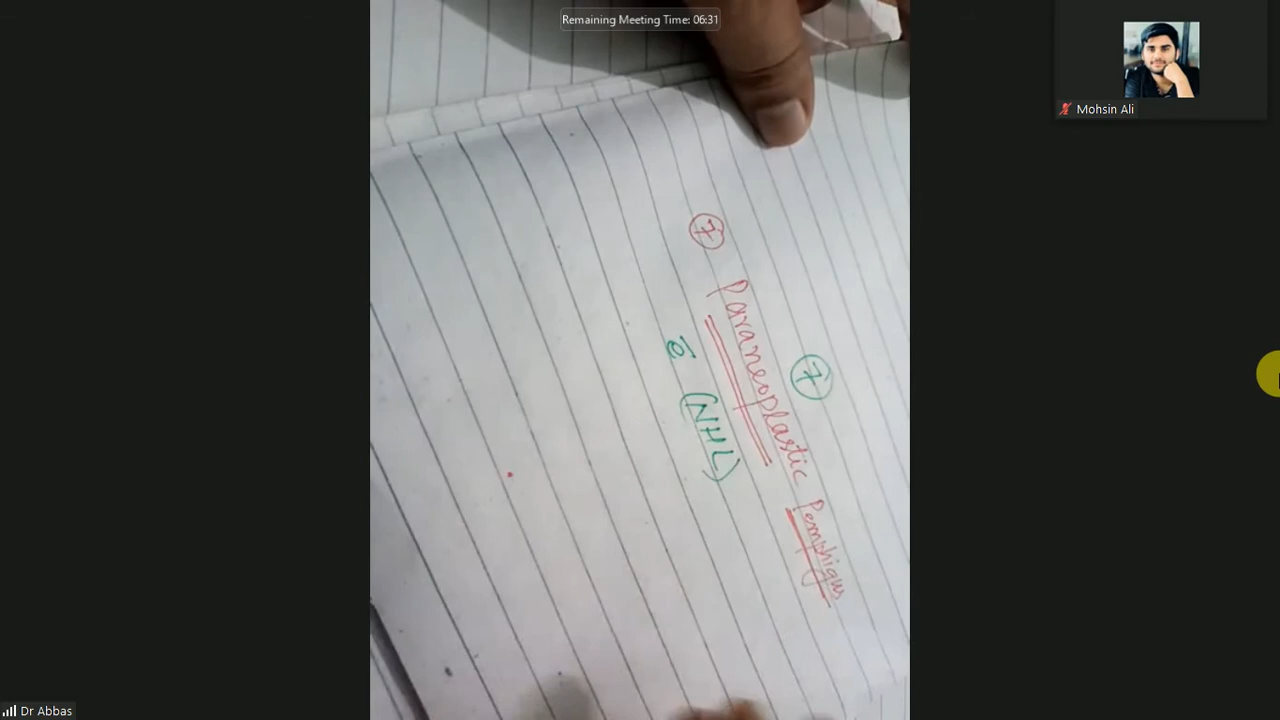 Remaining Meeting Time: 06:31
Mohsin Ali
7
7 Paraneoplastic Pemphigus
c̄ (NHL)
Dr Abbas